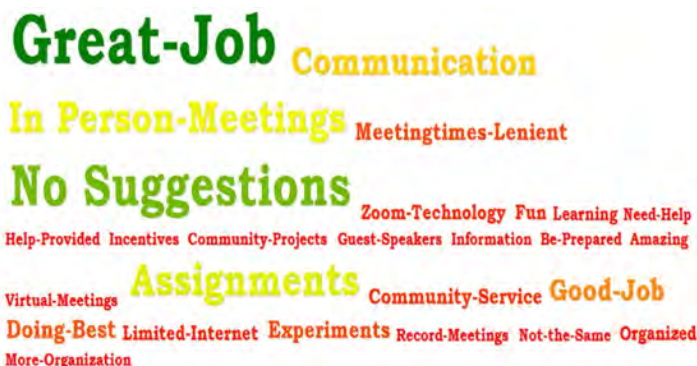 Great-Job Communication
In Person-Meetings Meetingtimes-Lenient
No Suggestions Zoom-Technology Fun Learning Need-Help
Help-Provided Incentives Community-Projects Guest-Speakers Information Be-Prepared Amazing
Virtual-Meetings Assignments Community-Service Good-Job
Doing-Best Limited-Internet Experiments Record-Meetings Not-the-Same Organized
More-Organization